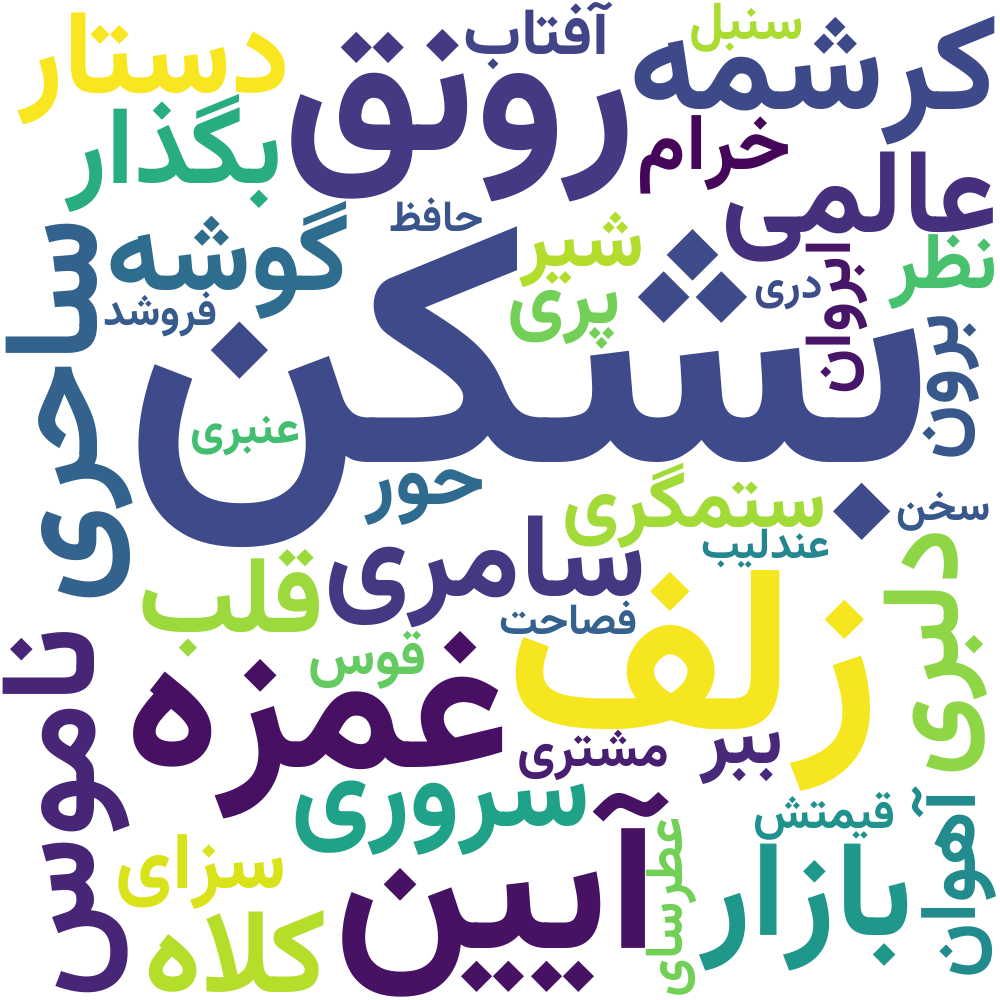 سنبل
آفتاب
کرشمه
رونق
دستار
بگذار
خرام
عالمی
حافظ
شیر
گوشه
نظر
ساحری
پری
دری
ابروان
فروشد
بشکن
برون
عنبری
حور
ستمگری
سخن
عندلیب
سامری
قلب
دلبری
فصاحت
زلف
قوس
ناموس
غمزه
مشتری
ببر
سروری
قیمتش
آهوان
عطرسای
بازار
سزای
آیین
کلاه